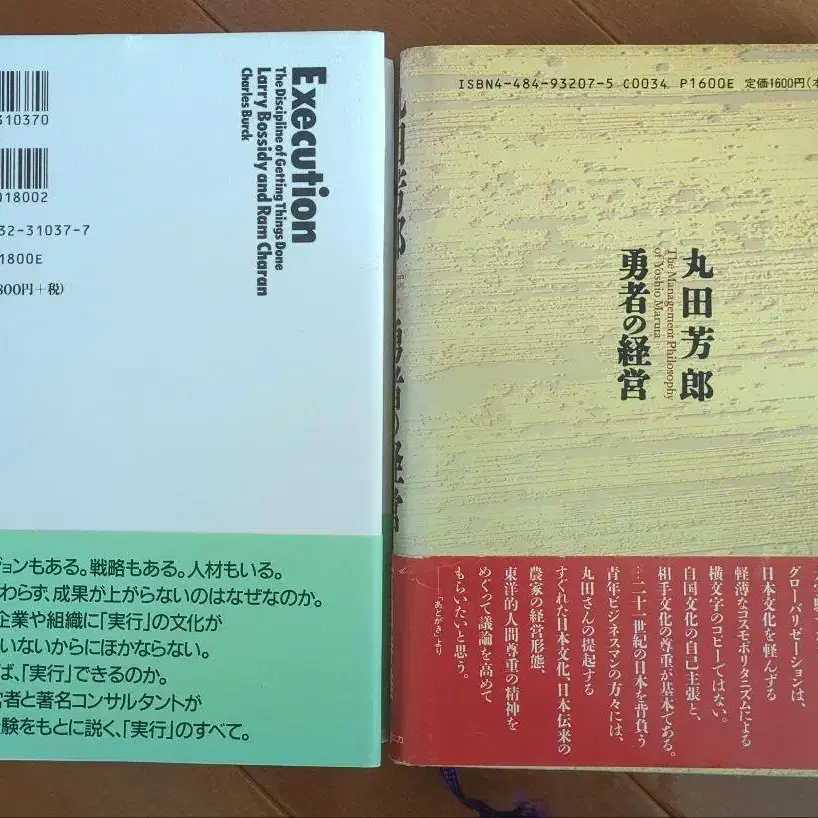 310370
018002
32-31037-7
1800E
800円+税)
Execution
The Discipline of Getting Things Done
Larry Bossidy and Ram Charan
Charles Burck
ジョンもある。戦略もある。人材もいる。
わらず、成果が上がらないのはなぜなのか。
企業や組織に「実行」の文化が
いないからにほかならない。
ば、「実行」できるのか。
営者と著名コンサルタントが
験をもとに説く、「実行」のすべて。
丸田芳郎
勇者の経営
ISBN4-484-93207-5 C0034 P1600E 定価1600円(本
丸田芳郎
The Management Philosophy
of Yoshio Maruta
勇者の経営
グローバリゼーションは、
日本文化を軽んずる
軽薄なコスモポリタニズムによる
横文字のコピーではない。
自国文化の自己主張と、
相手文化の尊重が基本である。
…二十一世紀の日本を背負う
青年ビジネスマンの方々には、
丸田さんの提起する
すぐれた日本文化、日本伝来の
農家の経営形態、
東洋的人間尊重の精神を
めぐって議論を高めて
もらいたいと思う。
──「あとがき」より